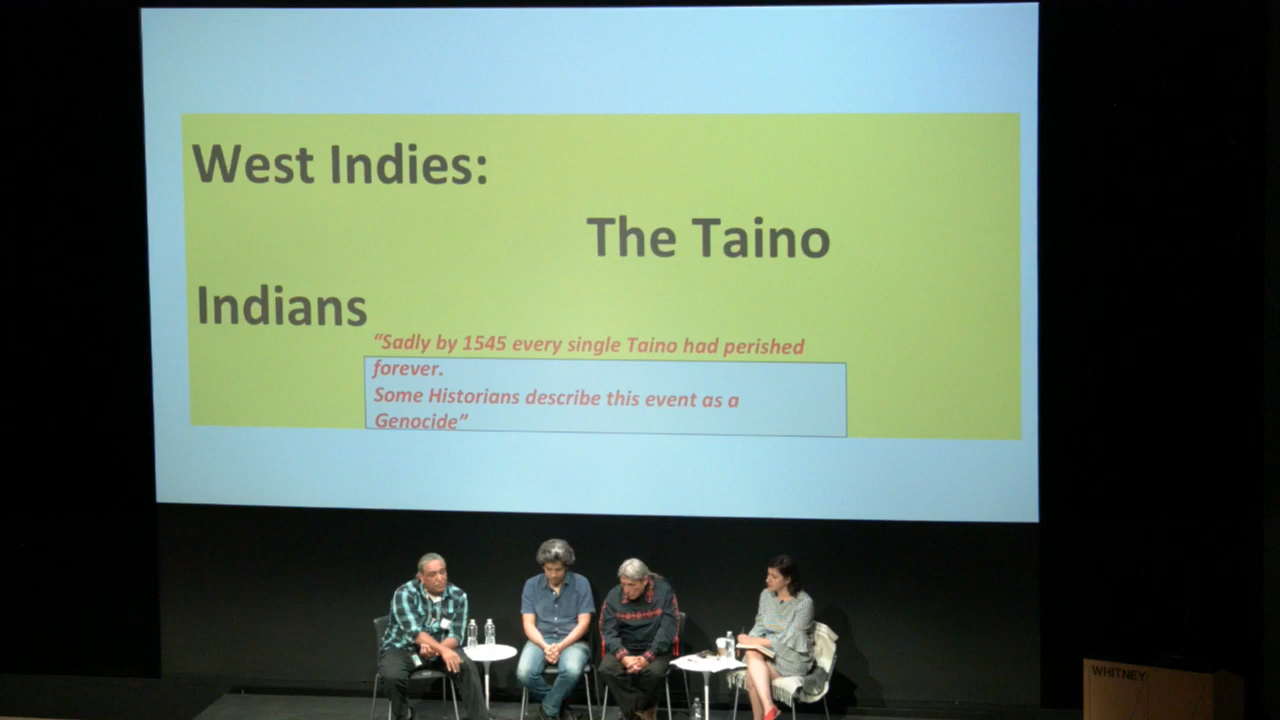 West Indies:
The Taino
Indians
“Sadly by 1545 every single Taino had perished
forever.
Some Historians describe this event as a
Genocide”
WHITNEY